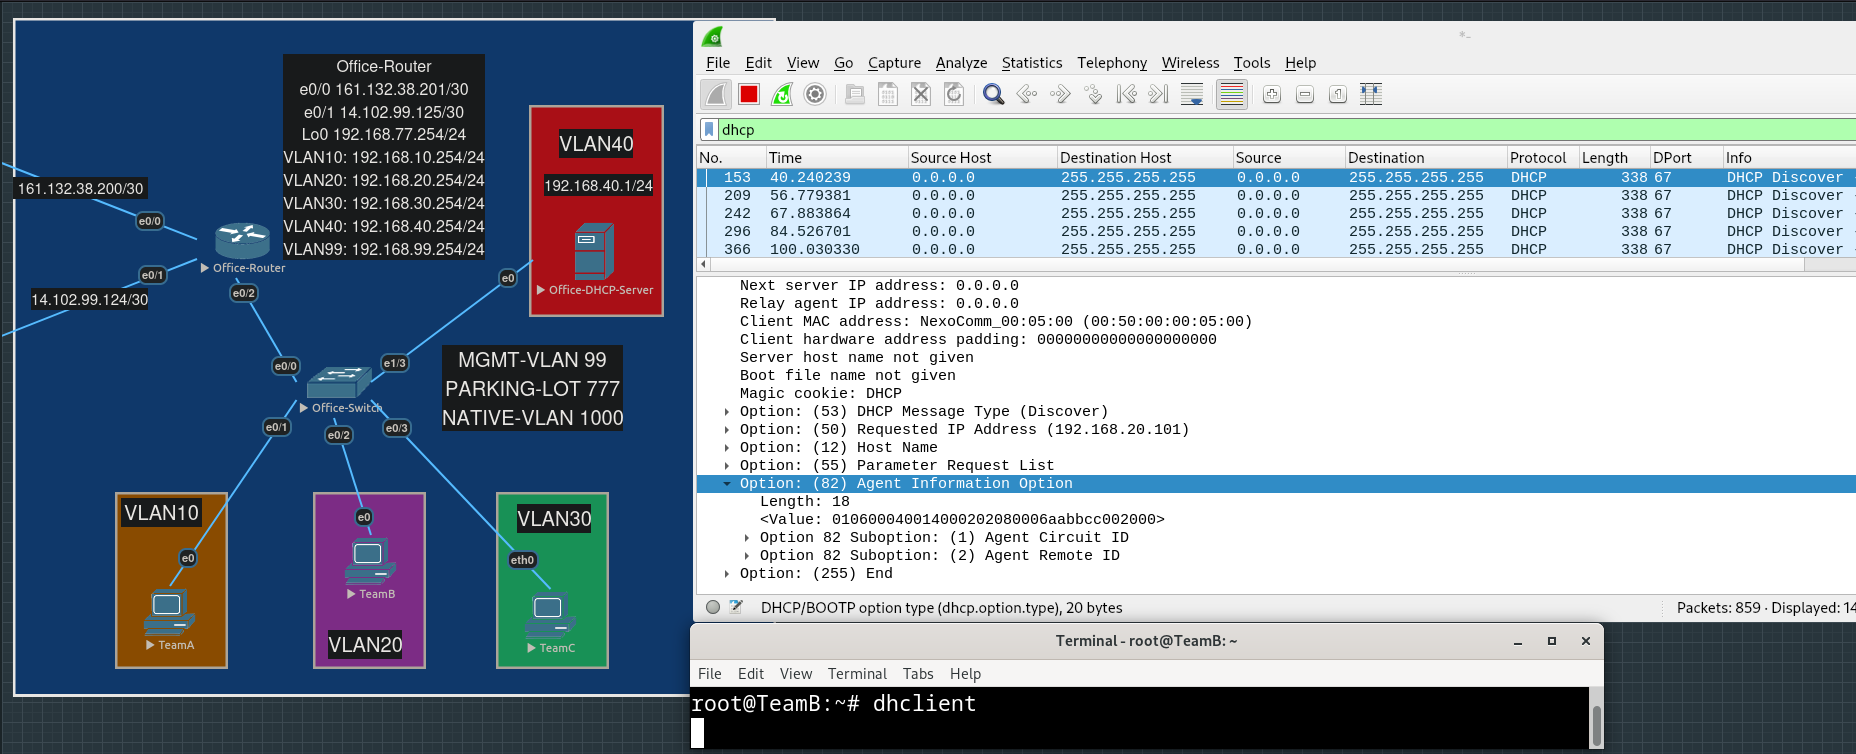 Office-Router
e0/0 161.132.38.201/30
e0/1 14.102.99.125/30
Lo0 192.168.77.254/24
VLAN10: 192.168.10.254/24
VLAN20: 192.168.20.254/24
VLAN30: 192.168.30.254/24
VLAN40: 192.168.40.254/24
VLAN99: 192.168.99.254/24
161.132.38.200/30
e0/0
Office-Router
e0/1
14.102.99.124/30
e0/2
VLAN40
192.168.40.1/24
e0
Office-DHCP-Server
e0/0
e1/3
Office-Switch
e0/1
e0/2
e0/3
MGMT-VLAN 99
PARKING-LOT 777
NATIVE-VLAN 1000
VLAN10
e0
TeamA
e0
TeamB
VLAN20
VLAN30
eth0
TeamC
*-
File Edit View Go Capture Analyze Statistics Telephony Wireless Tools Help
dhcp
No. Time Source Host Destination Host Source Destination Protocol Length DPort Info
153 40.240239 0.0.0.0 255.255.255.255 0.0.0.0 255.255.255.255 DHCP 338 67 DHCP Discover
209 56.779381 0.0.0.0 255.255.255.255 0.0.0.0 255.255.255.255 DHCP 338 67 DHCP Discover
242 67.883864 0.0.0.0 255.255.255.255 0.0.0.0 255.255.255.255 DHCP 338 67 DHCP Discover
296 84.526701 0.0.0.0 255.255.255.255 0.0.0.0 255.255.255.255 DHCP 338 67 DHCP Discover
366 100.030330 0.0.0.0 255.255.255.255 0.0.0.0 255.255.255.255 DHCP 338 67 DHCP Discover
Next server IP address: 0.0.0.0
Relay agent IP address: 0.0.0.0
Client MAC address: NexoComm_00:05:00 (00:50:00:00:05:00)
Client hardware address padding: 00000000000000000000
Server host name not given
Boot file name not given
Magic cookie: DHCP
Option: (53) DHCP Message Type (Discover)
Option: (50) Requested IP Address (192.168.20.101)
Option: (12) Host Name
Option: (55) Parameter Request List
Option: (82) Agent Information Option
Length: 18
<Value: 010600040014000202080006aabbcc002000>
Option 82 Suboption: (1) Agent Circuit ID
Option 82 Suboption: (2) Agent Remote ID
Option: (255) End
DHCP/BOOTP option type (dhcp.option.type), 20 bytes
Packets: 859 · Displayed: 14
Terminal - root@TeamB: ~
File Edit View Terminal Tabs Help
root@TeamB:~# dhclient